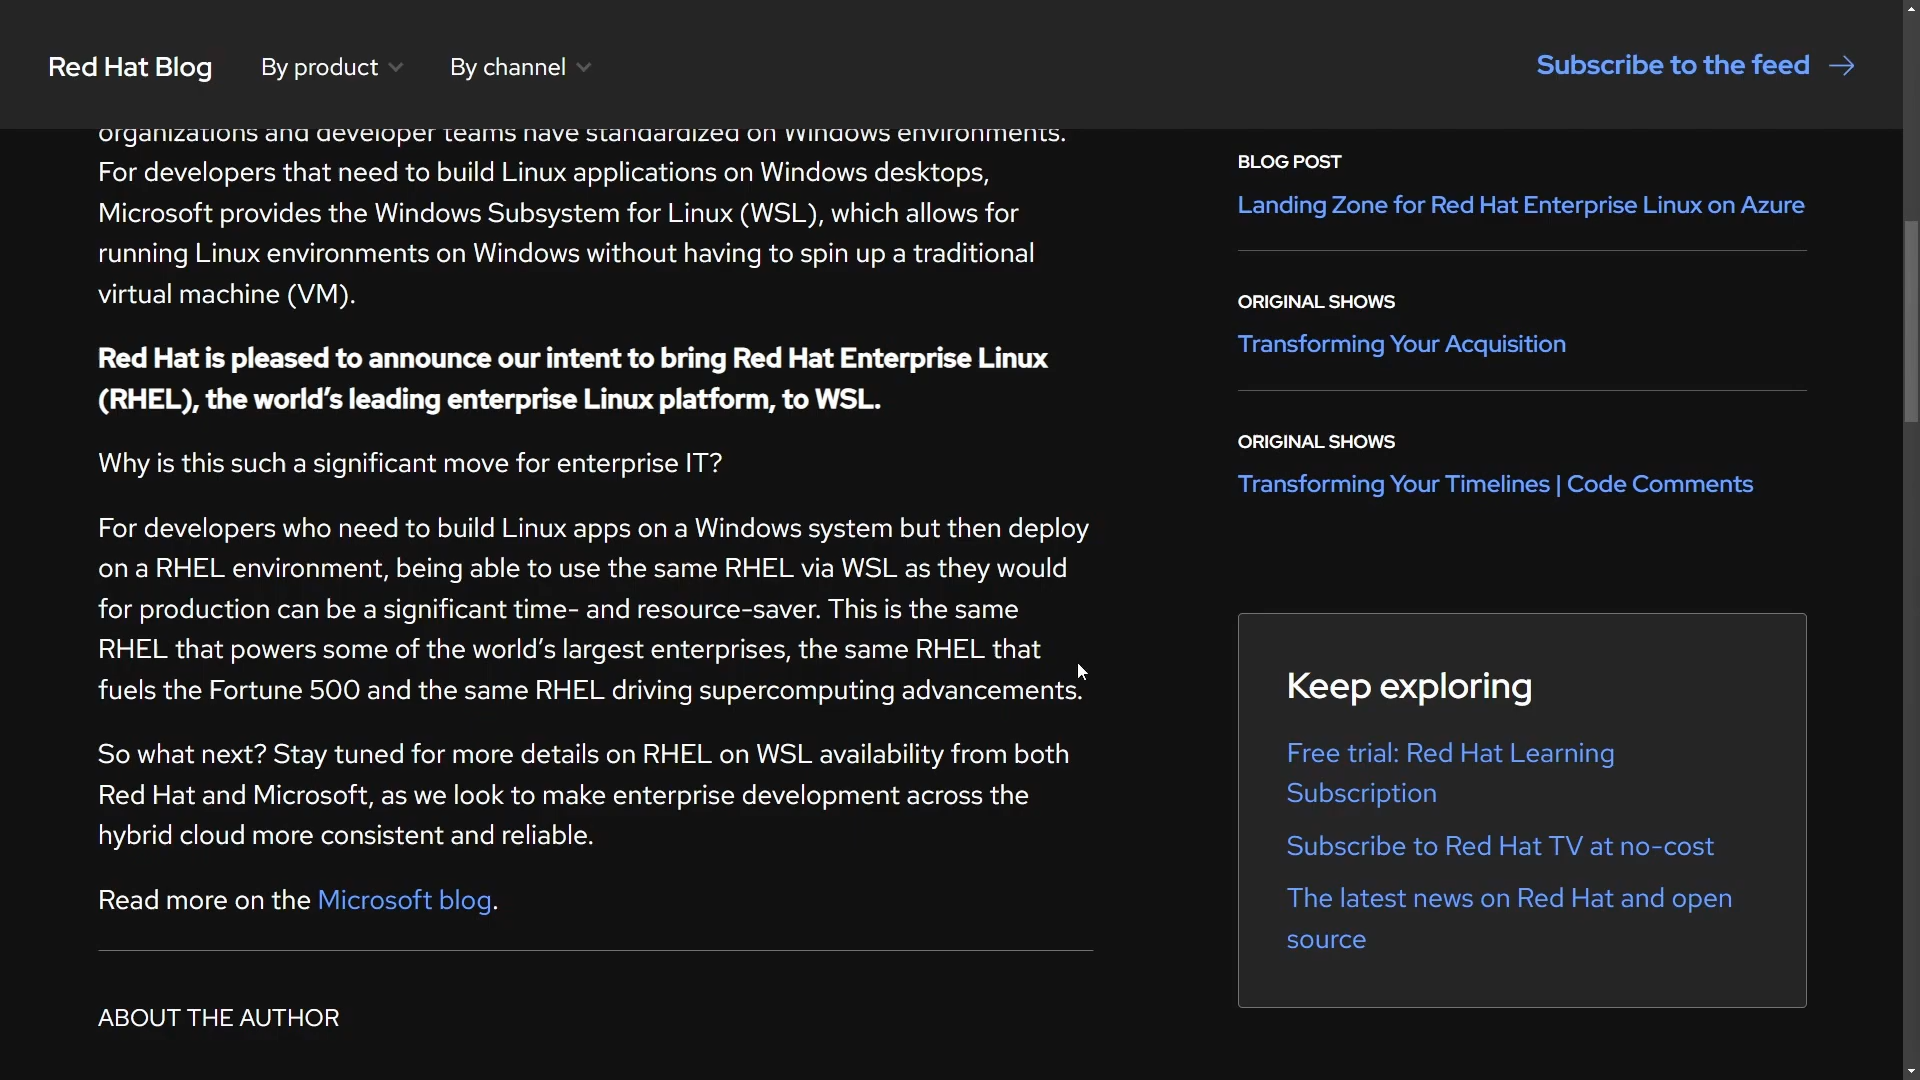 Red Hat Blog
By product
By channel
Subscribe to the feed
organizations and developer teams have standardized on Windows environments.
For developers that need to build Linux applications on Windows desktops,
Microsoft provides the Windows Subsystem for Linux (WSL), which allows for
running Linux environments on Windows without having to spin up a traditional
virtual machine (VM).
Red Hat is pleased to announce our intent to bring Red Hat Enterprise Linux
(RHEL), the world’s leading enterprise Linux platform, to WSL.
Why is this such a significant move for enterprise IT?
For developers who need to build Linux apps on a Windows system but then deploy
on a RHEL environment, being able to use the same RHEL via WSL as they would
for production can be a significant time- and resource-saver. This is the same
RHEL that powers some of the world’s largest enterprises, the same RHEL that
fuels the Fortune 500 and the same RHEL driving supercomputing advancements.
So what next? Stay tuned for more details on RHEL on WSL availability from both
Red Hat and Microsoft, as we look to make enterprise development across the
hybrid cloud more consistent and reliable.
Read more on the Microsoft blog.
ABOUT THE AUTHOR
BLOG POST
Landing Zone for Red Hat Enterprise Linux on Azure
ORIGINAL SHOWS
Transforming Your Acquisition
ORIGINAL SHOWS
Transforming Your Timelines | Code Comments
Keep exploring
Free trial: Red Hat Learning
Subscription
Subscribe to Red Hat TV at no-cost
The latest news on Red Hat and open
source